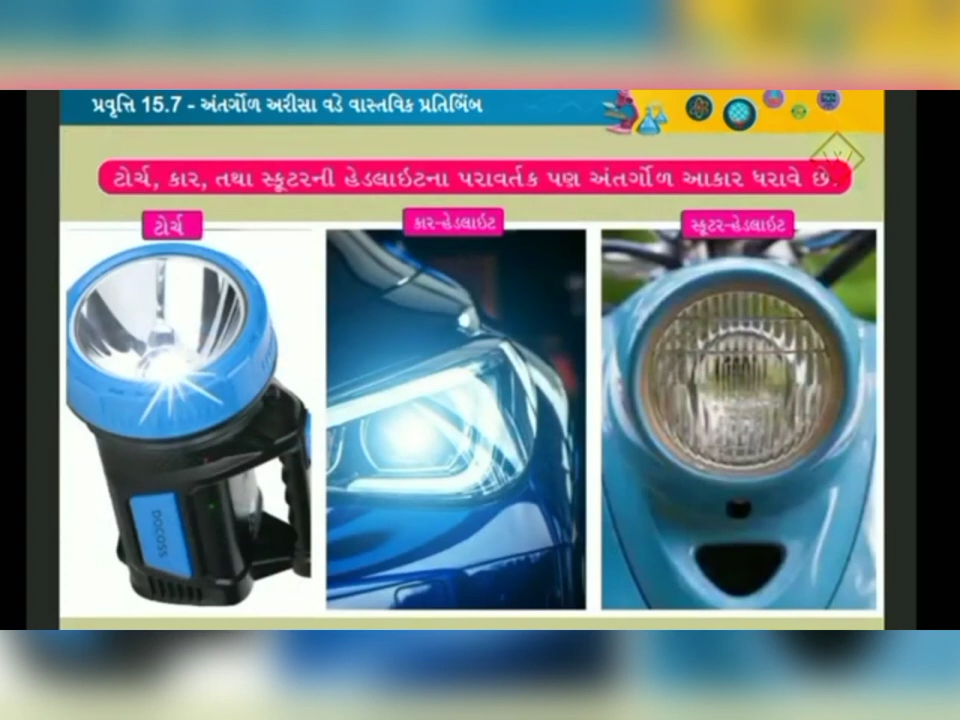 પ્રવૃત્તિ 15.7 - અંતર્ગોળ અરીસા વડે વાસ્તવિક પ્રતિબિંબ
ટોર્ચ, કાર, તથા સ્કૂટરની હેડલાઇટના પરાવર્તક પણ અંતર્ગોળ આકાર ધરાવે છે.
ટોર્ચ
કાર-હેડલાઇટ
સ્કૂટર-હેડલાઇટ
DOCOSS